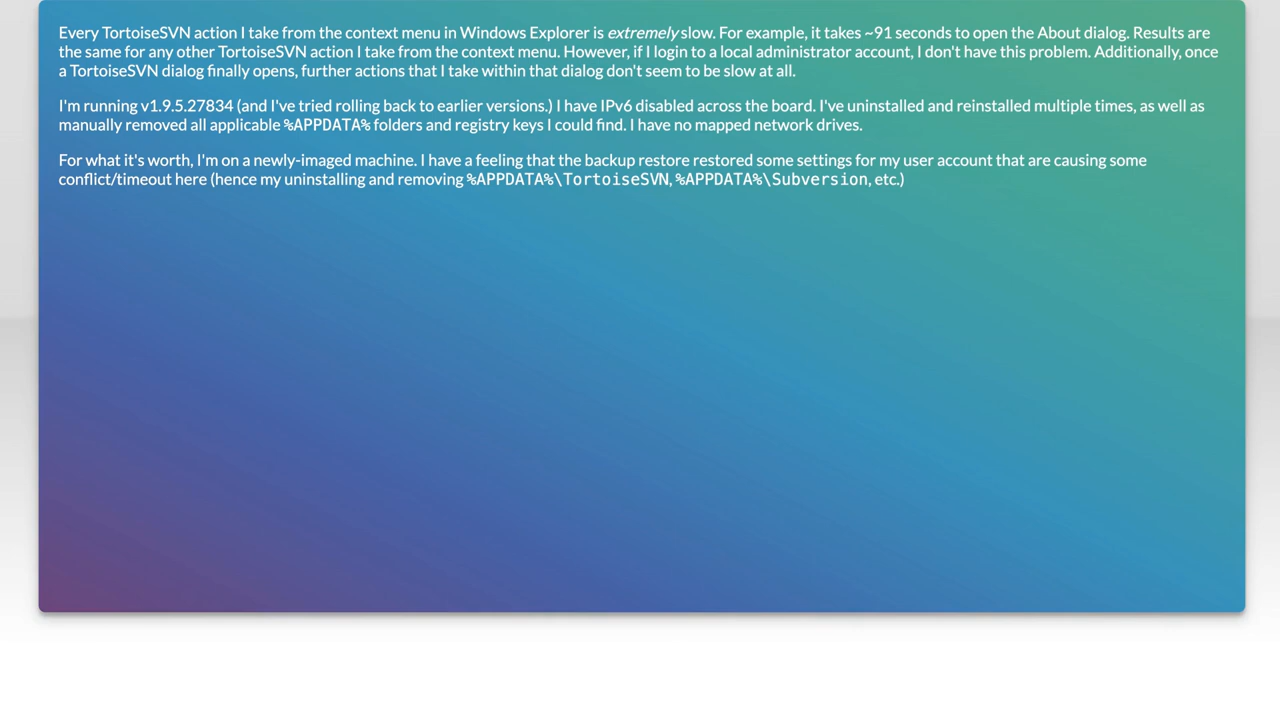 Every TortoiseSVN action I take from the context menu in Windows Explorer is extremely slow. For example, it takes ~91 seconds to open the About dialog. Results are
the same for any other TortoiseSVN action I take from the context menu. However, if I login to a local administrator account, I don't have this problem. Additionally, once
a TortoiseSVN dialog finally opens, further actions that I take within that dialog don't seem to be slow at all.
I'm running v1.9.5.27834 (and I've tried rolling back to earlier versions.) I have IPv6 disabled across the board. I've uninstalled and reinstalled multiple times, as well as
manually removed all applicable %APPDATA% folders and registry keys I could find. I have no mapped network drives.
For what it's worth, I'm on a newly-imaged machine. I have a feeling that the backup restore restored some settings for my user account that are causing some
conflict/timeout here (hence my uninstalling and removing %APPDATA%\TortoiseSVN, %APPDATA%\Subversion, etc.)